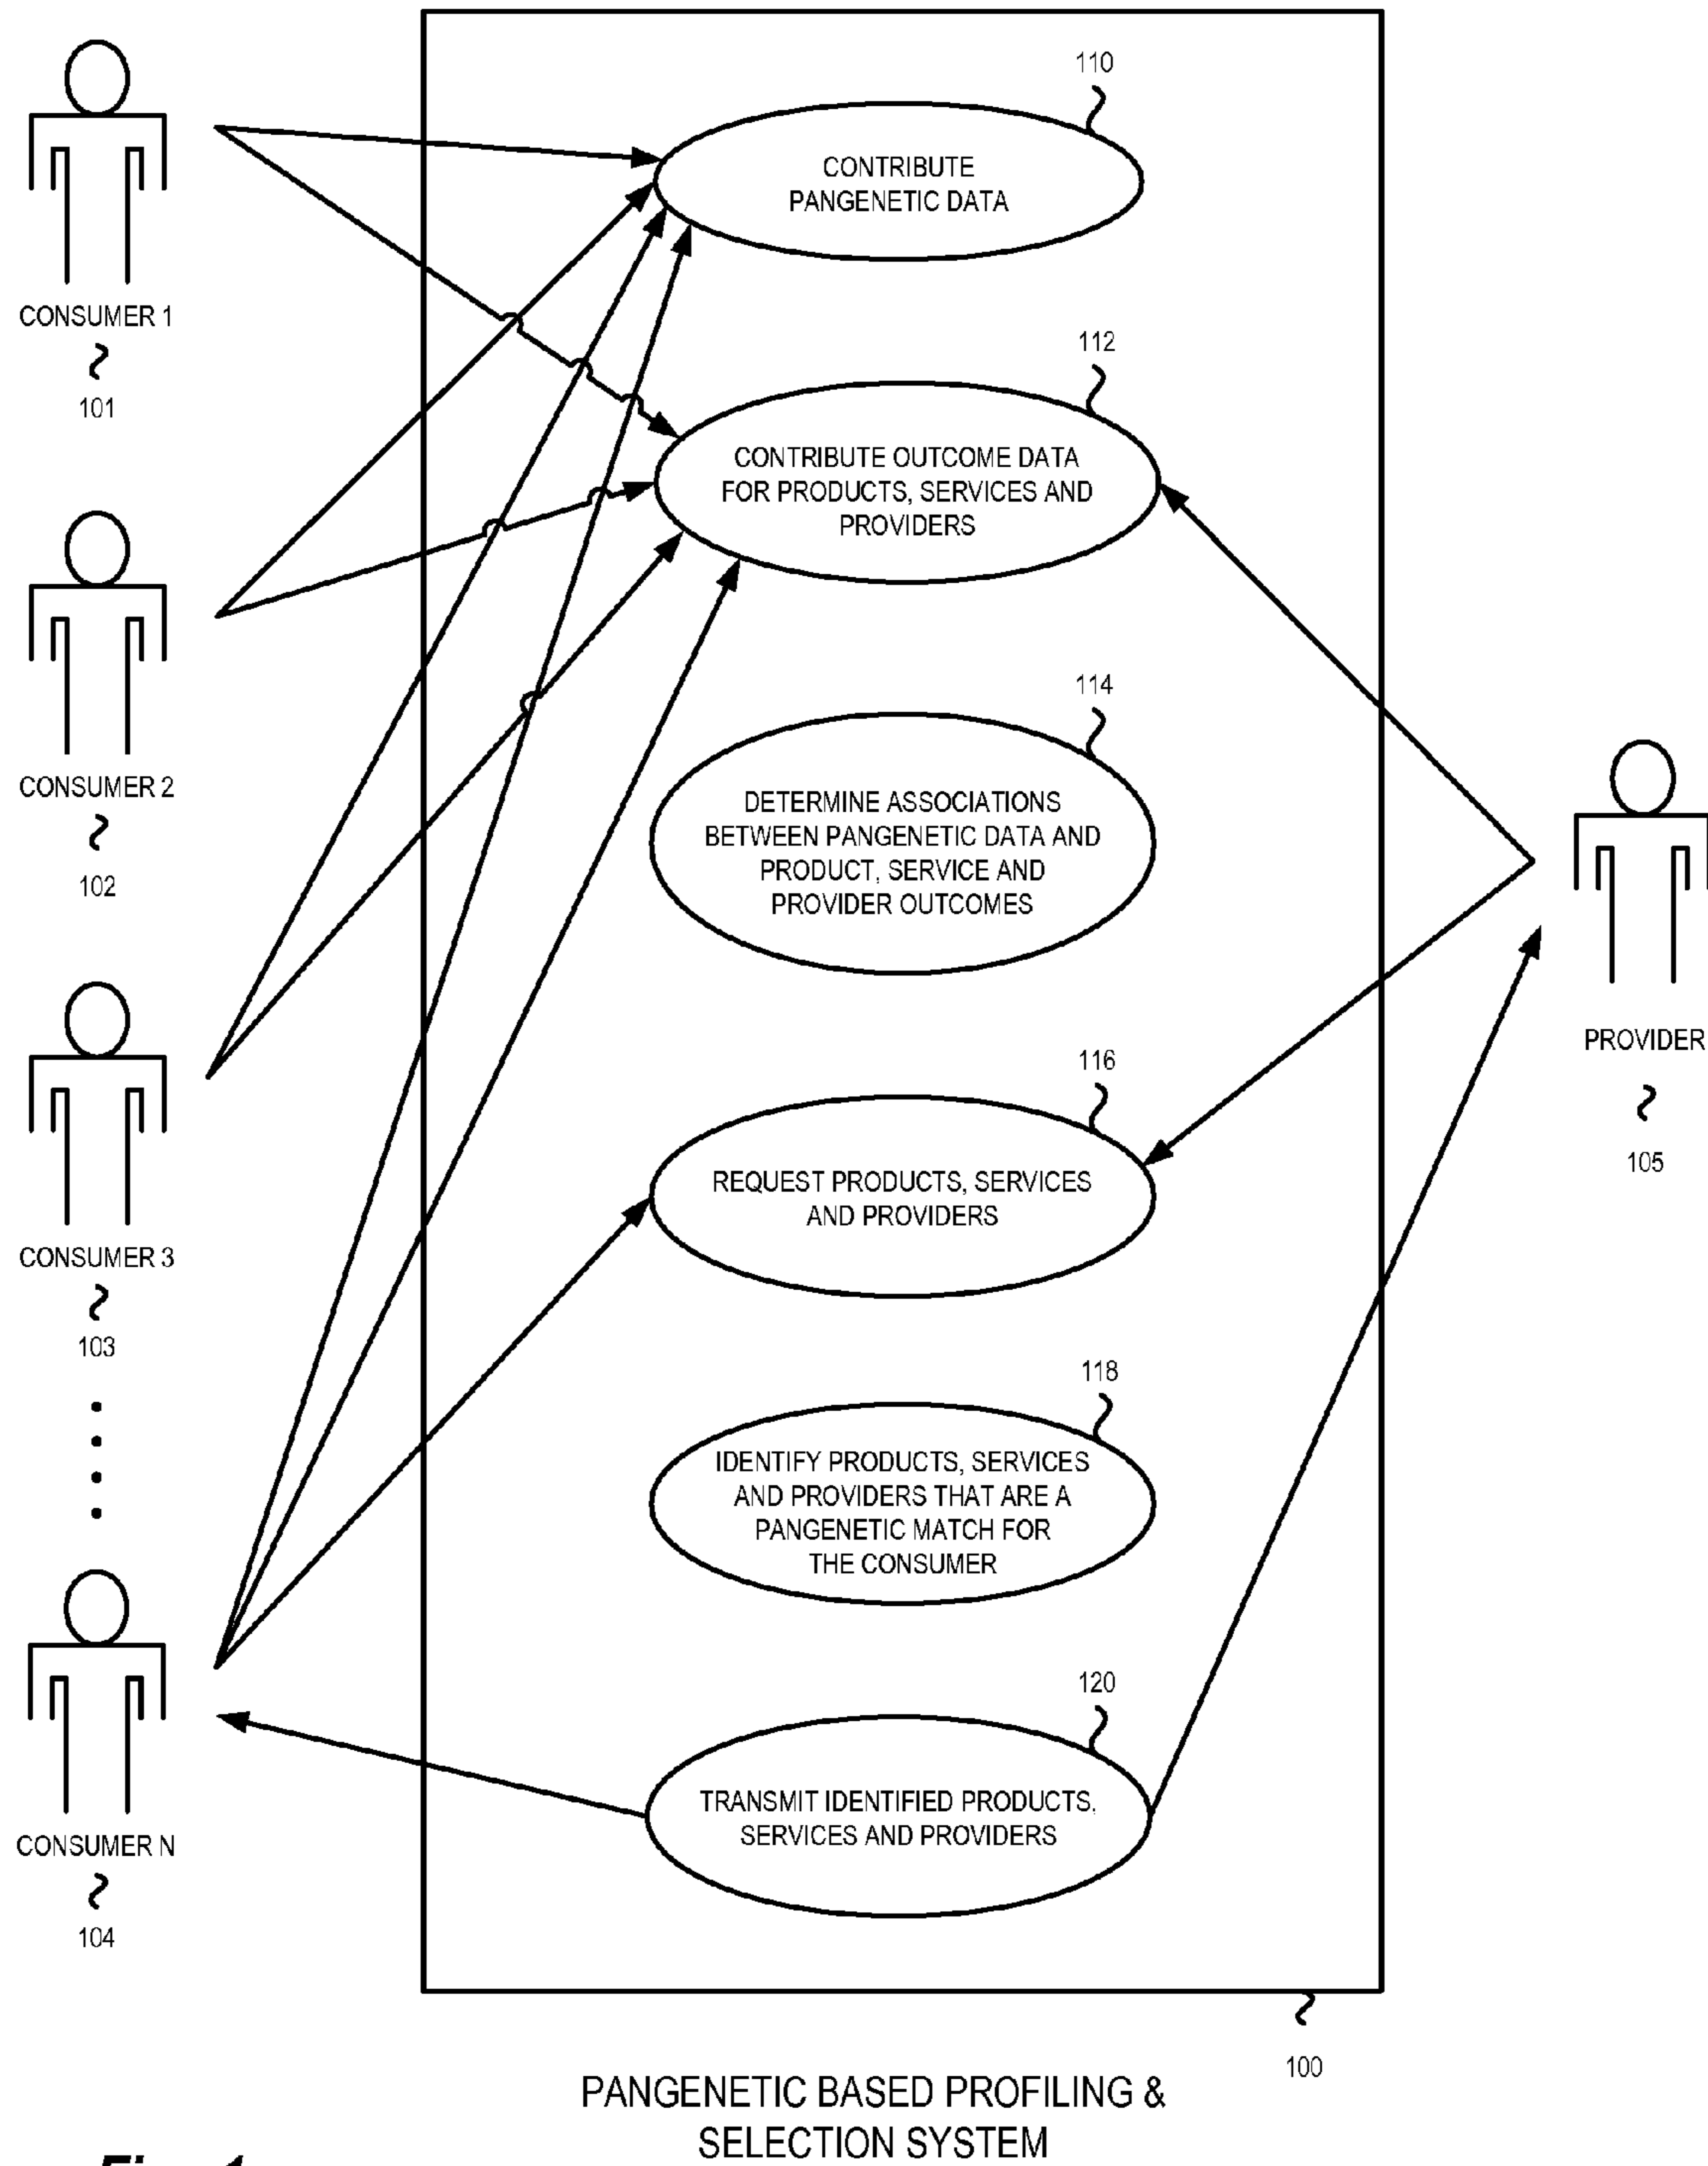 110
CONTRIBUTE
PANGENETIC DATA
CONSUMER 1
101
112
CONTRIBUTE OUTCOME DATA
FOR PRODUCTS, SERVICES AND
PROVIDERS
CONSUMER 2
102
114
DETERMINE ASSOCIATIONS
BETWEEN PANGENETIC DATA AND
PRODUCT, SERVICE AND
PROVIDER OUTCOMES
PROVIDER
105
116
REQUEST PRODUCTS, SERVICES
AND PROVIDERS
CONSUMER 3
103
118
IDENTIFY PRODUCTS, SERVICES
AND PROVIDERS THAT ARE A
PANGENETIC MATCH FOR
THE CONSUMER
120
TRANSMIT IDENTIFIED PRODUCTS,
SERVICES AND PROVIDERS
CONSUMER N
104
100
PANGENETIC BASED PROFILING &
SELECTION SYSTEM